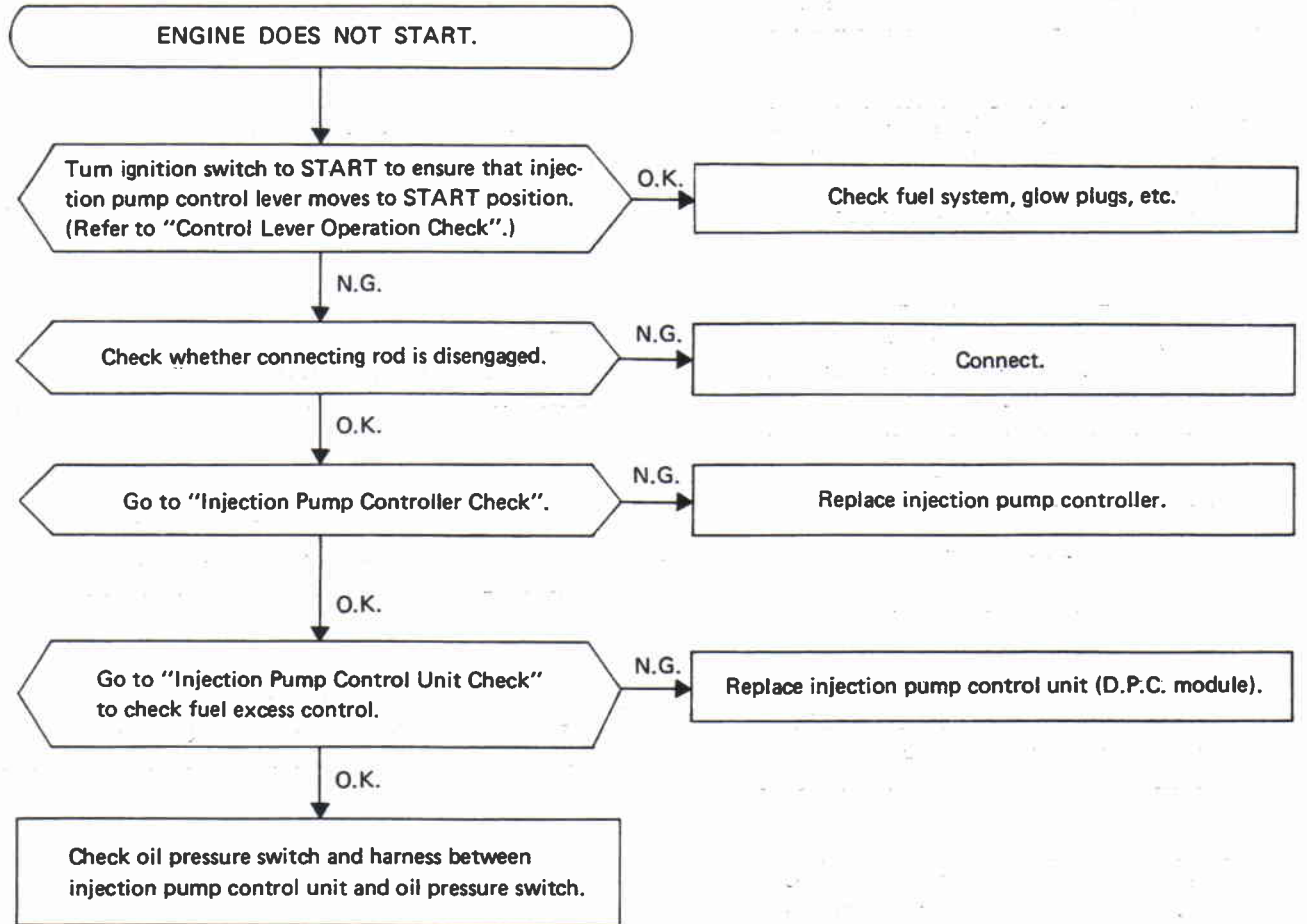 ENGINE DOES NOT START.
Turn ignition switch to START to ensure that injec-
tion pump control lever moves to START position.
(Refer to "Control Lever Operation Check".)
O.K.
Check fuel system, glow plugs, etc.
N.G.
Check whether connecting rod is disengaged.
N.G.
Connect.
O.K.
Go to "Injection Pump Controller Check".
N.G.
Replace injection pump controller.
O.K.
Go to "Injection Pump Control Unit Check"
to check fuel excess control.
N.G.
Replace injection pump control unit (D.P.C. module).
O.K.
Check oil pressure switch and harness between
injection pump control unit and oil pressure switch.